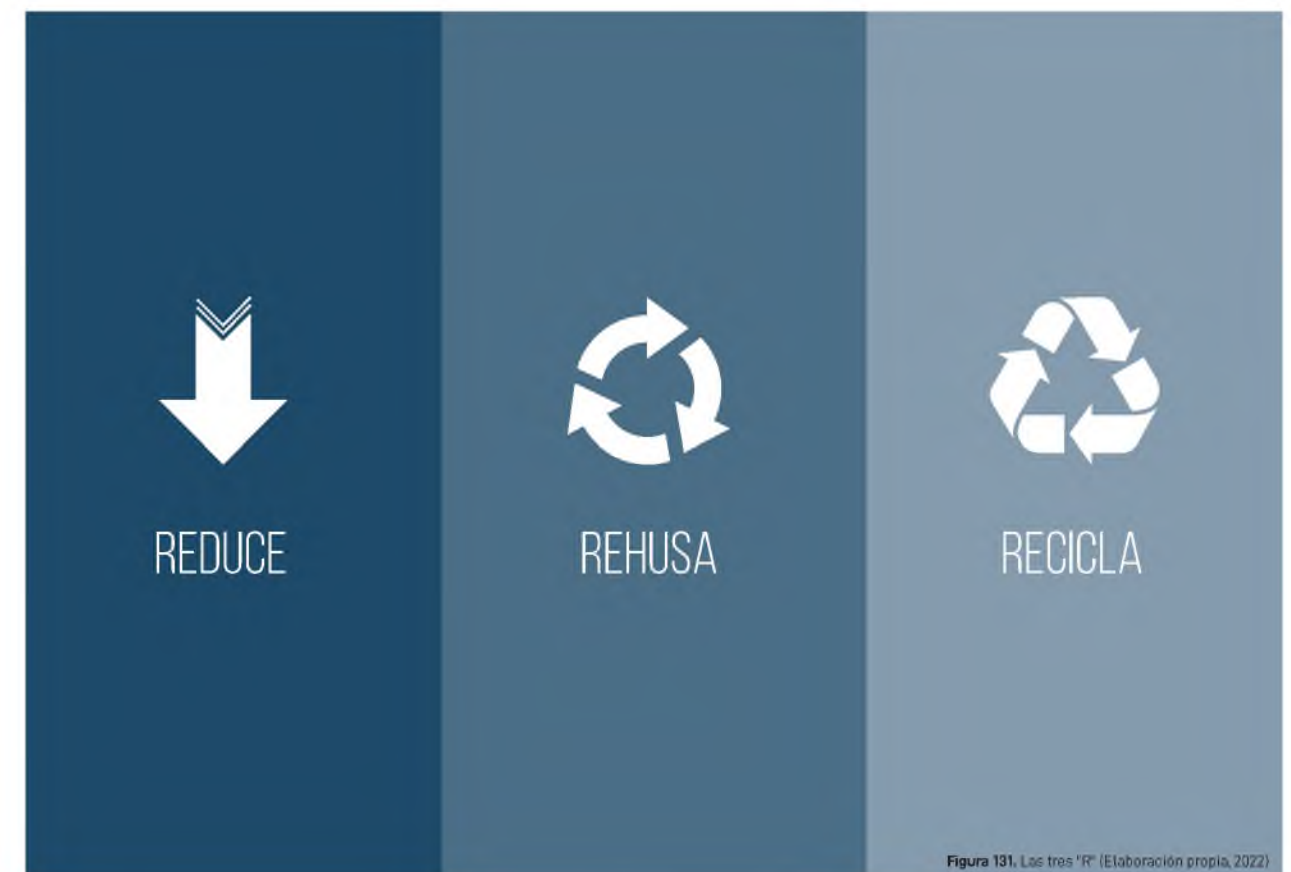 REDUCE
REHUSA
RECICLA
Figura 131. Las tres "R" (Elaboración propia, 2022)